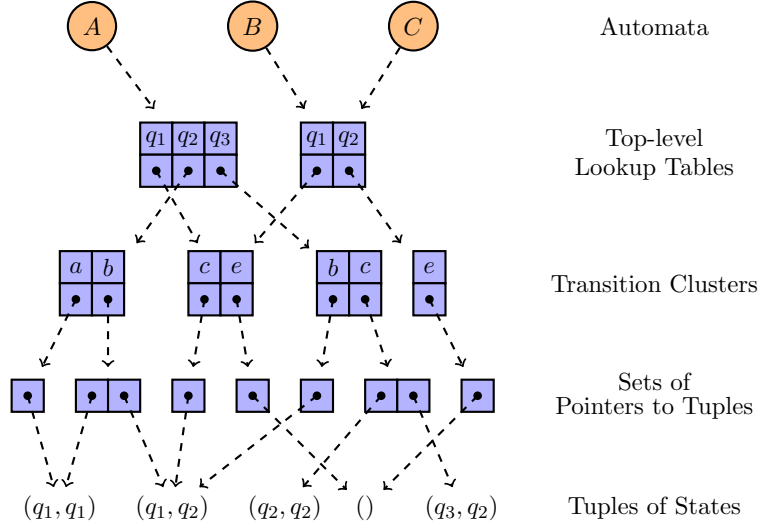 A B C Automata
q₁ q₂ q₃ q₁ q₂ Top-level
Lookup Tables
a b c e b c e Transition Clusters
Sets of
Pointers to Tuples
(q₁, q₁) (q₁, q₂) (q₂, q₂) () (q₃, q₂) Tuples of States